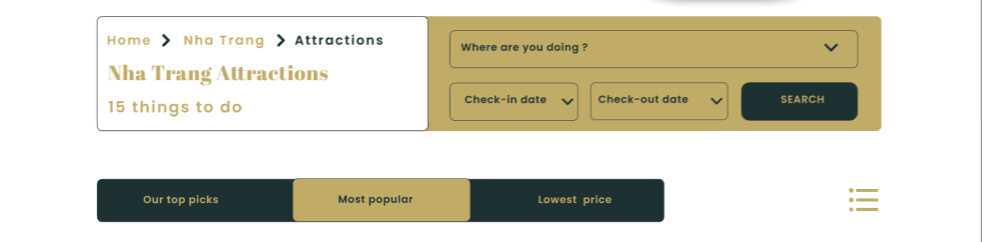 Home > Nha Trang > Attractions
Nha Trang Attractions
15 things to do
Where are you doing ?
Check-in date
Check-out date
SEARCH
Our top picks
Most popular
Lowest price